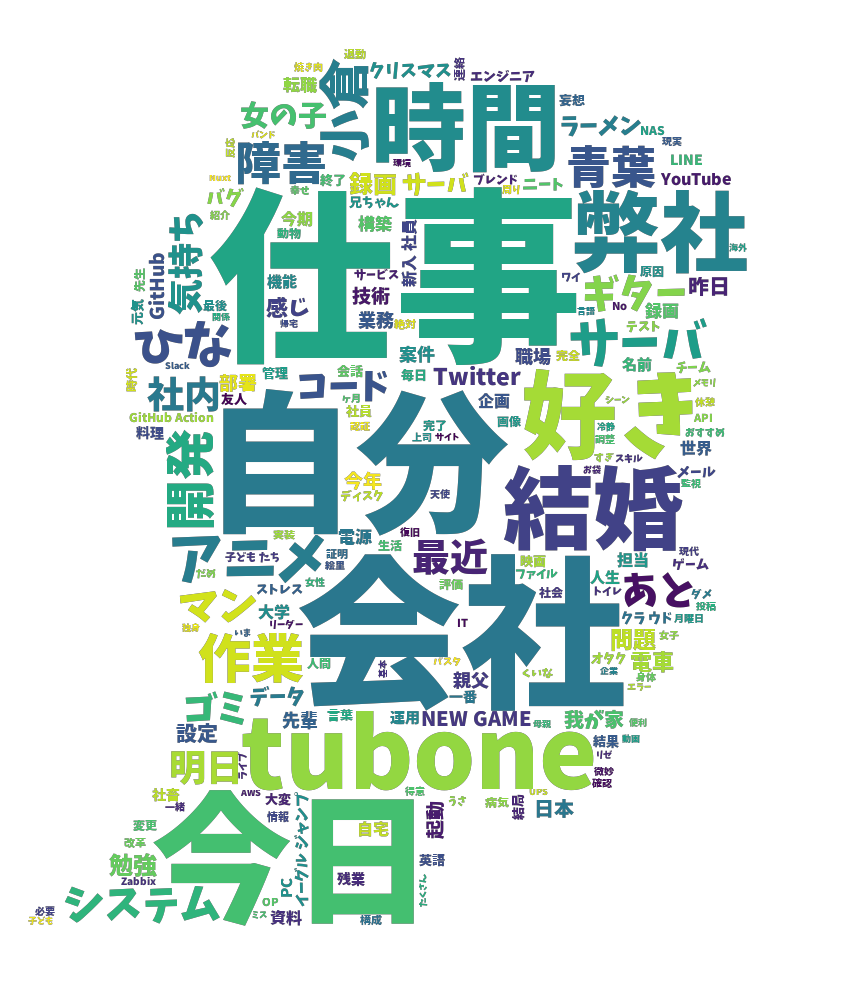 通勤
焼き肉
クリスマス
連絡
エンジニア
転職
小倉
時間
妄想
女の子
ラーメン
NAS
バンド
反応
現実
障害
環境
青葉
LINE
Nuxt
終了
録画 サーバ
ブレンド
周り
ニート
YouTube
バグ
幸せ
兄ちゃん
紹介
今期
構築
仕事
弊社
動物
新入 社員
海外
気持ち
GitHub
先生
元気
最後
関係
機能
サービス
ワイ
原因
ギター
昨日
感じ
技術
No
録画
言語
帰宅
業務
絶対
テスト
サーバ
ひな
案件
職場
完全
名前
チーム
Slack
管理
会話
毎日
Twitter
時代
社内
部署
コード
好き
シーン
メモリ
友人
ヶ月
企画
休憩
GitHub Action
社員
画像
API
料理
認証
完了
冷静
調整
おすすめ
上司
サイト
世界
開発
自分
すぎ
スキル
お袋
結婚
メール
監視
今年
ディスク
天使
実装
電源
復旧
アニメ
子ども たち
証明
絵里
生活
最近
映画
担当
現代
ゲーム
だめ
ファイル
人生
ストレス
女性
評価
社会
トイレ
あと
ダメ
投稿
マン
大学
会社
クラウド
月曜日
独身
リーダー
IT
いま
問題
女子
作業
人間
基本
パスタ
オタク
電車
親父
くいな
企業
身体
エラー
ゴミ
データ
一番
先輩
言葉
運用
NEW GAME
母親
我が家
便利
設定
tubone
結果
動画
明日
ライブ
リゼ
微妙
確認
社畜
AWS
大変
得意
うさ
病気
UPS
一緒
今日
結局
日本
変更
情報
イーグル ジャンプ
自宅
起動
改革
勉強
英語
Zabbix
PC
残業
たくさん
システム
OP
必要
子ども
ミス
資料
構成